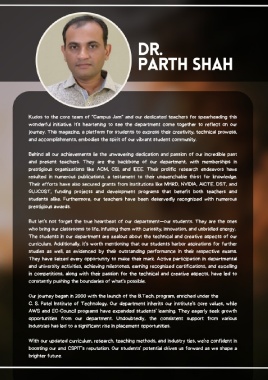 DR.
PARTH SHAH
Kudos to the core team of "Campus Jam" and our dedicated teachers for spearheading this
wonderful initiative. It's heartening to see the department come together to reflect on our
journey. This magazine, a platform for students to express their creativity, technical prowess,
and accomplishments, embodies the spirit of our vibrant student community.
Behind all our achievements lie the unwavering dedication and passion of our incredible past
and present teachers. They are the backbone of our department, with memberships in
prestigious organisations like ACM, CSI, and IEEE. Their prolific research endeavors have
resulted in numerous publications, a testament to their unquenchable thirst for knowledge.
Their efforts have also secured grants from institutions like NVIDIA, AICTE, DST, and
GUJCOST, funding projects and development programs that benefit both teachers and
students alike. Furthermore, our teachers have been deservedly recognized with numerous
prestigious awards.
But let's not forget the true heartbeat of our department—our students. They are the ones
who bring our classrooms to life, infusing them with curiosity, innovation, and unbridled energy.
The students in our department are zealous about the technical and creative aspects of our
curriculum. Additionally, it's worth mentioning that our students harbor aspirations for further
studies as well, as evidenced by their outstanding performance in their respective exams.
They have seized every opportunity to make their mark. Active participation in departmental
and university activities, achieving milestones, earning recognised certifications, and excelling
in competitions, along with their passion for the technical and creative aspects, have led to
constantly pushing the boundaries of what's possible.
Our journey began in 2000 with the launch of the B.Tech program, enriched under the
C. S. Patel Institute of Technology. Our department inherits our institute's core values, while
AWS and CO-Council programs have expanded students' learning. They eagerly seek growth
opportunities from our department. Undoubtedly, the consistent support from various
industries has led to a significant rise in placement opportunities.
With our updated curriculum, research, teaching methods, and industry ties, we're confident in
boosting our and CSPIT's reputation. Our students' potential drives us forward as we shape a
brighter future.